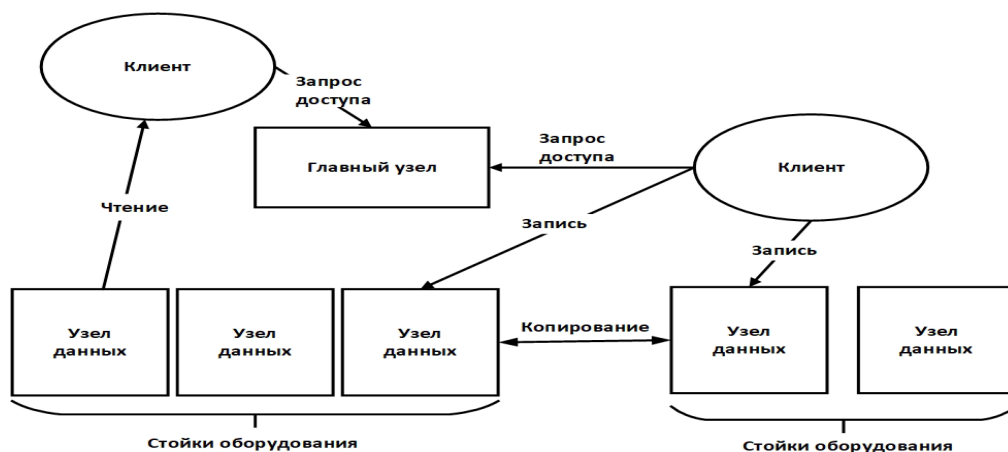 Клиент
Запрос
доступа
Главный узел
Запрос
доступа
Клиент
Чтение
Запись
Запись
Узел
данных
Узел
данных
Узел
данных
Копирование
Узел
данных
Узел
данных
Стойки оборудования
Стойки оборудования